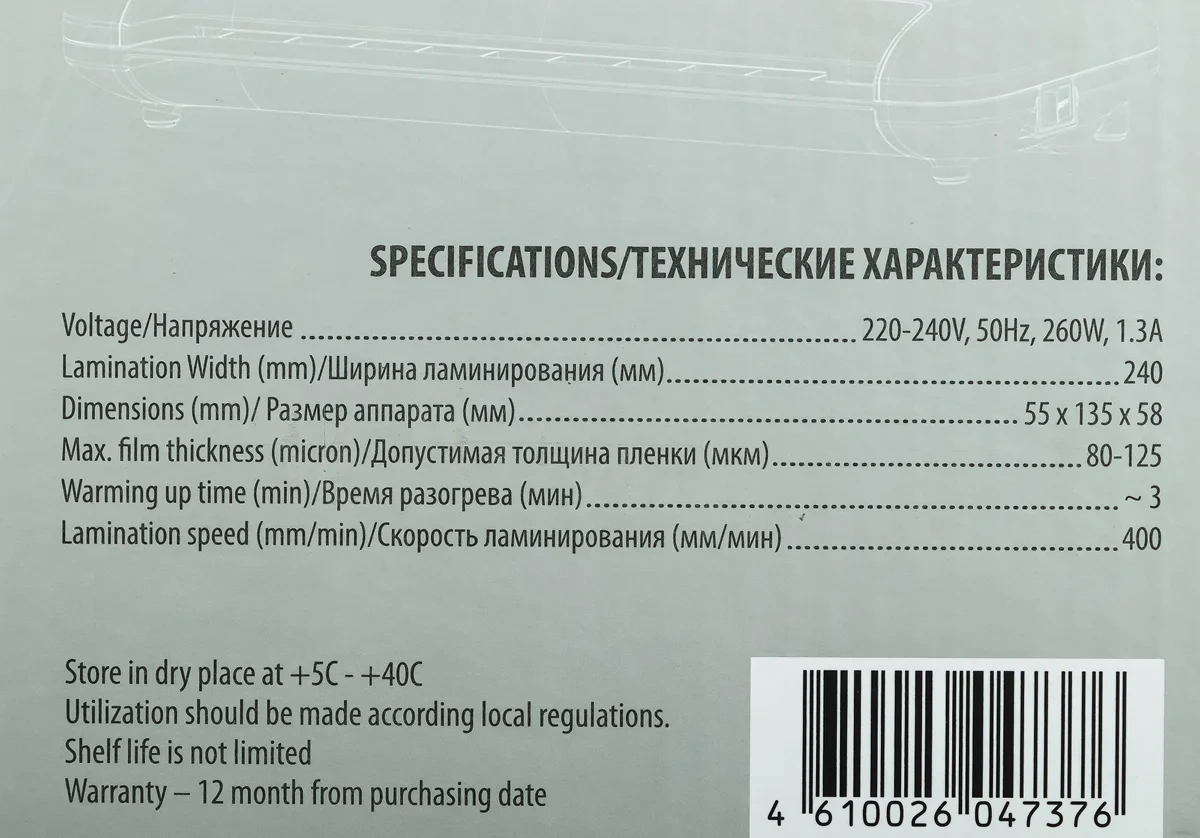 SPECIFICATIONS/ТЕХНИЧЕСКИЕ ХАРАКТЕРИСТИКИ:
Voltage/Напряжение ........................................................ 220-240V, 50Hz, 260W, 1.3A
Lamination Width (mm)/Ширина ламинирования (мм)........................................................ 240
Dimensions (mm)/ Размер аппарата (мм)........................................................ 55 x 135 x 58
Max. film thickness (micron)/Допустимая толщина пленки (мкм)...................................... 80-125
Warming up time (min)/Время разогрева (мин)........................................................ ~ 3
Lamination speed (mm/min)/Скорость ламинирования (мм/мин)...................................... 400
Store in dry place at +5C - +40C
Utilization should be made according local regulations.
Shelf life is not limited
Warranty – 12 month from purchasing date
4 610026 047376